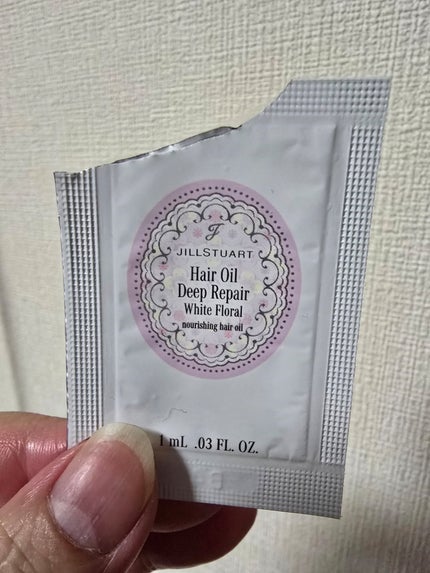 JILLSTUART
Hair Oil
Deep Repair
White Floral
nourishing hair oil
1 mL .03 FL. OZ.